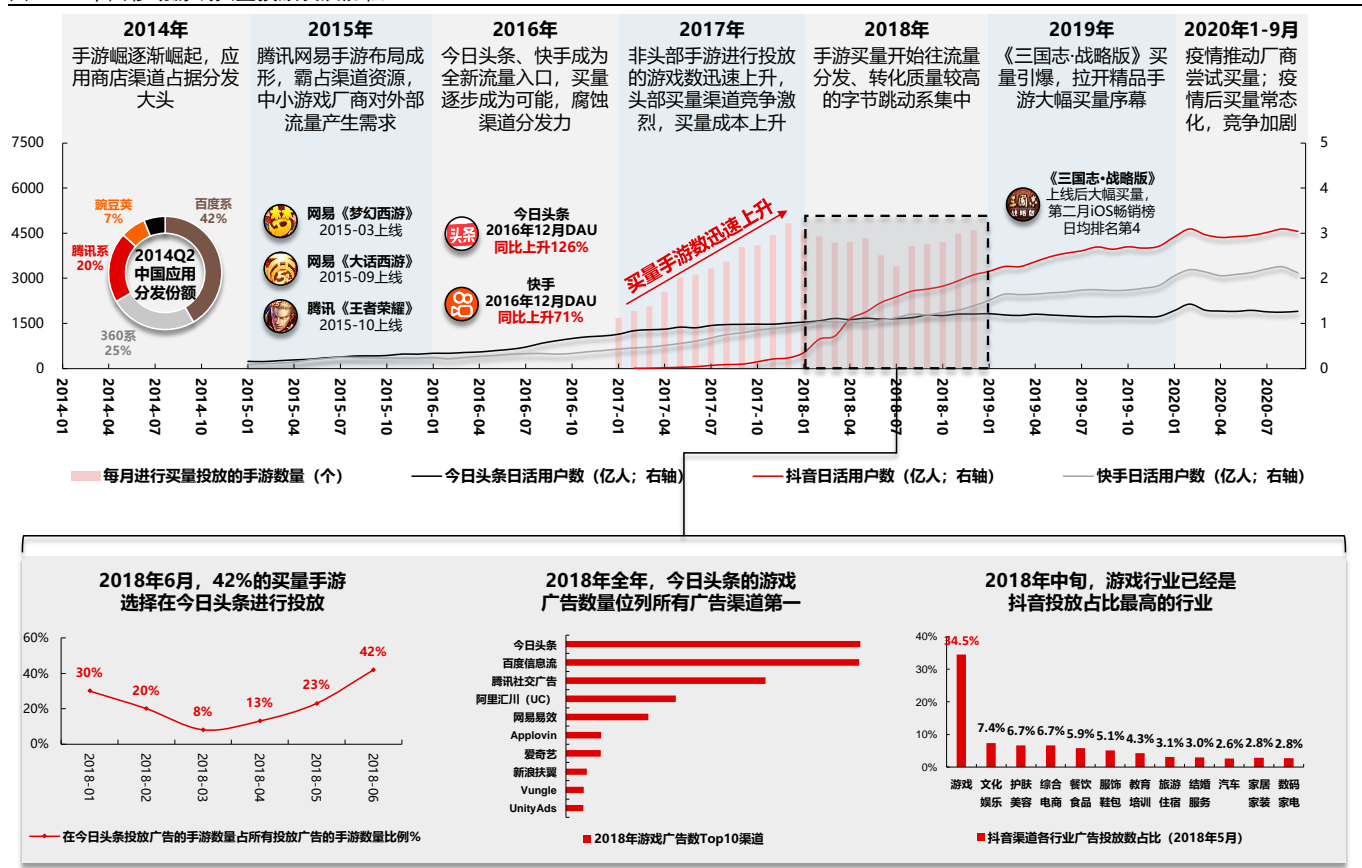 2014年
手游崛逐渐崛起，应
用商店渠道占据分发
大头
2015年
腾讯网易手游布局成
形，霸占渠道资源，
中小游戏厂商对外部
流量产生需求
2016年
今日头条、快手成为
全新流量入口，买量
逐步成为可能，腐蚀
渠道分发力
2017年
非头部手游进行投放
的游戏数迅速上升，
头部买量渠道竞争激
烈，买量成本上升
2018年
手游买量开始往流量
分发、转化质量较高
的字节跳动系集中
2019年
《三国志·战略版》买
量引爆，拉开精品手
游大幅买量序幕
2020年1-9月
疫情推动厂商
尝试买量；疫
情后买量常态
化，竞争加剧
7500
6000
4500
3000
1500
0
5
4
3
2
1
0
豌豆荚
7%
百度系
42%
腾讯系
20%
360系
25%
2014Q2
中国应用
分发份额
网易《梦幻西游》
2015-03上线
网易《大话西游》
2015-09上线
腾讯《王者荣耀》
2015-10上线
头条
今日头条
2016年12月DAU
同比上升126%
快手
2016年12月DAU
同比上升71%
买量手游数迅速上升
战略版
《三国志·战略版》
上线后大幅买量，
第二月iOS畅销榜
日均排名第4
2014-01
2014-04
2014-07
2014-10
2015-01
2015-04
2015-07
2015-10
2016-01
2016-04
2016-07
2016-10
2017-01
2017-04
2017-07
2017-10
2018-01
2018-04
2018-07
2018-10
2019-01
2019-04
2019-07
2019-10
2020-01
2020-04
2020-07
每月进行买量投放的手游数量（个）
今日头条日活用户数（亿人；右轴）
抖音日活用户数（亿人；右轴）
快手日活用户数（亿人；右轴）
2018年6月，42%的买量手游
选择在今日头条进行投放
60%
40%
20%
0%
30%
20%
8%
13%
23%
42%
2018-01
2018-02
2018-03
2018-04
2018-05
2018-06
在今日头条投放广告的手游数量占所有投放广告的手游数量比例%
2018年全年，今日头条的游戏
广告数量位列所有广告渠道第一
今日头条
百度信息流
腾讯社交广告
阿里汇川（UC）
网易易效
Applovin
爱奇艺
新浪扶翼
Vungle
UnityAds
2018年游戏广告数Top10渠道
2018年中旬，游戏行业已经是
抖音投放占比最高的行业
40%
30%
20%
10%
0%
34.5%
7.4%
6.7%
6.7%
5.9%
5.1%
4.3%
3.1%
3.0%
2.6%
2.8%
2.8%
游戏
文化
娱乐
护肤
美容
综合
电商
餐饮
食品
服饰
鞋包
教育
培训
旅游
住宿
结婚
服务
汽车
家居
家装
数码
家电
抖音渠道各行业广告投放数占比（2018年5月）